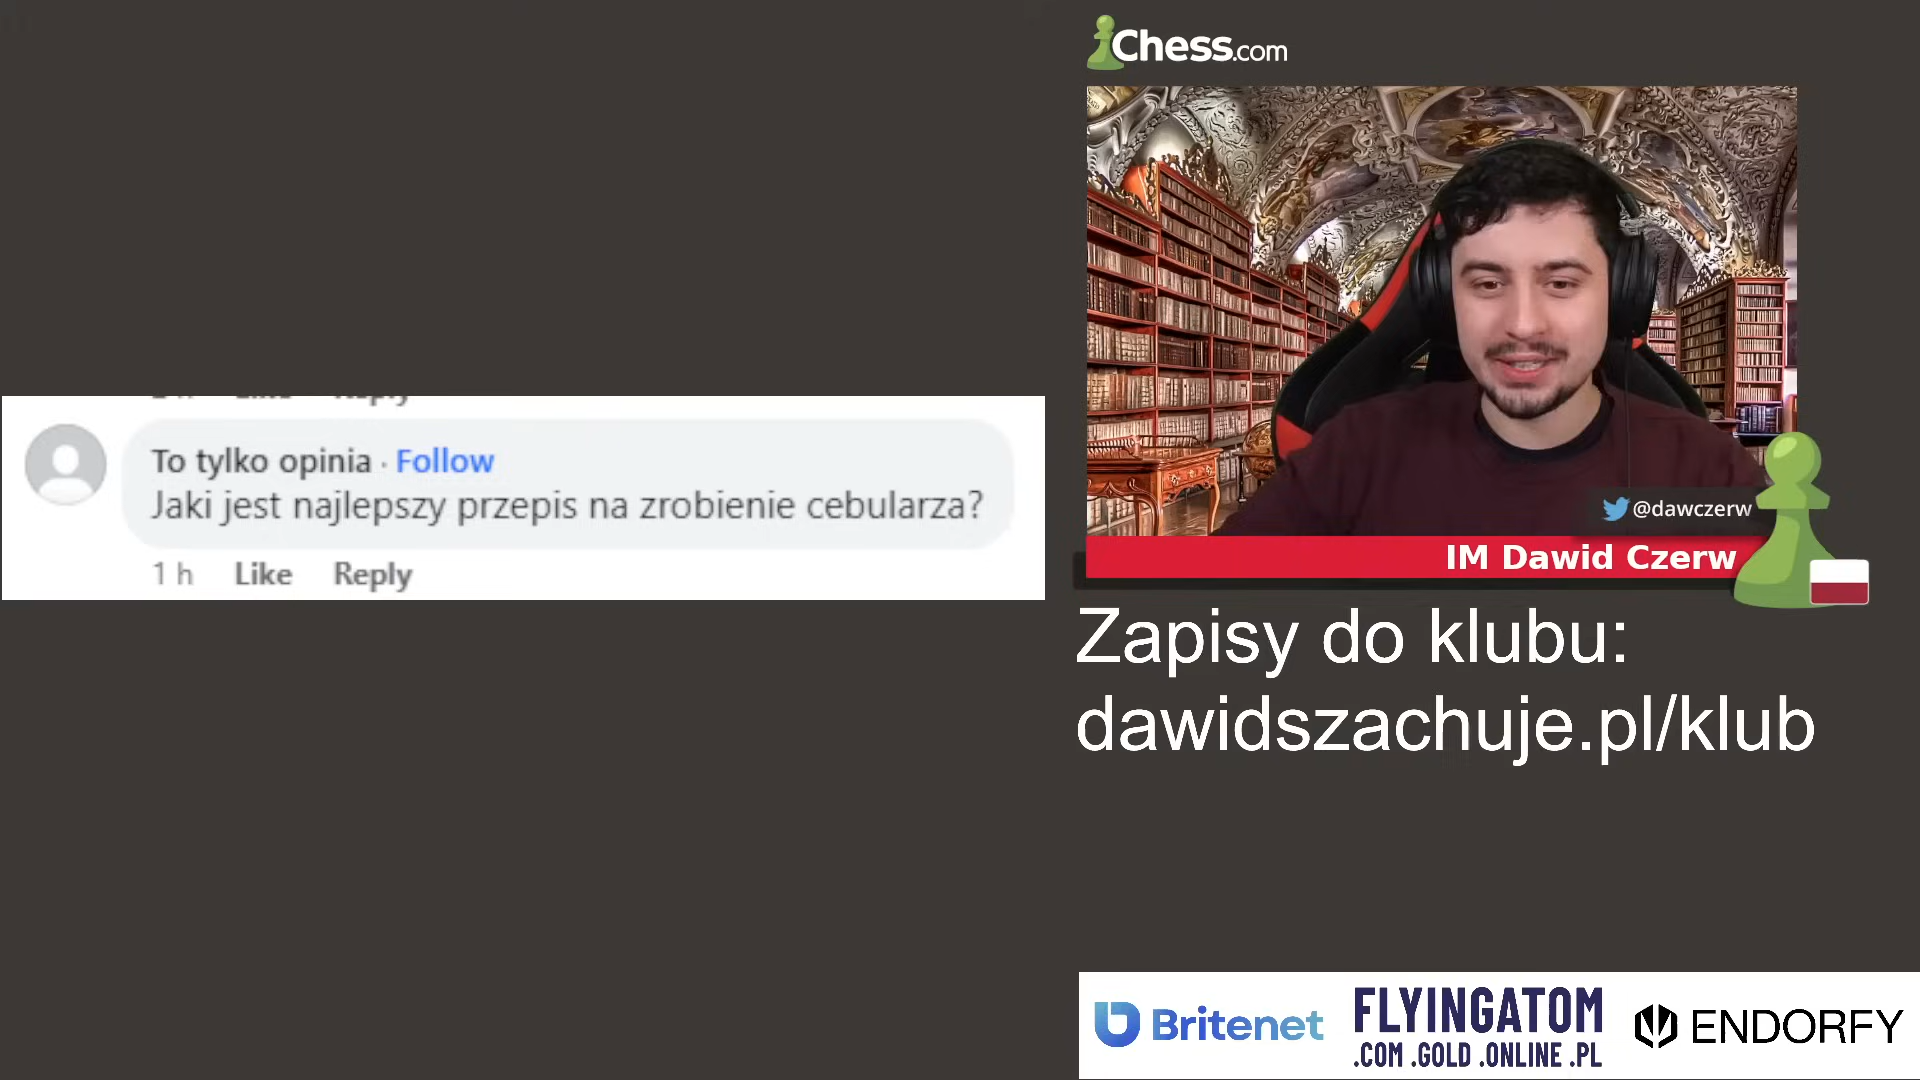 To tylko opinia · Follow
Jaki jest najlepszy przepis na zrobienie cebularza?
1 h Like Reply
Chess.com
@dawczerw
IM Dawid Czerw
Zapisy do klubu:
dawidszachuje.pl/klub
Britenet
FLYINGATOM
.COM .GOLD .ONLINE .PL
ENDORFY